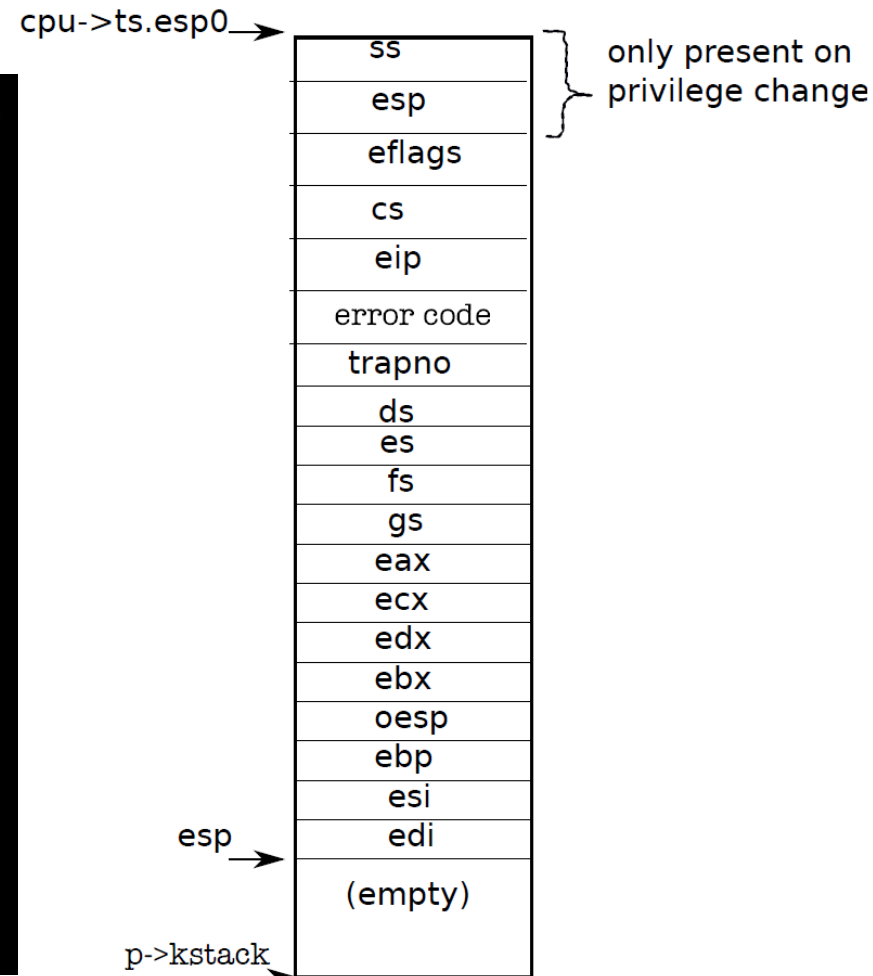 cpu->ts.esp0
ss
only present on
privilege change
esp
eflags
cs
eip
error code
trapno
ds
es
fs
gs
eax
ecx
edx
ebx
oesp
ebp
esi
esp
edi
(empty)
p->kstack